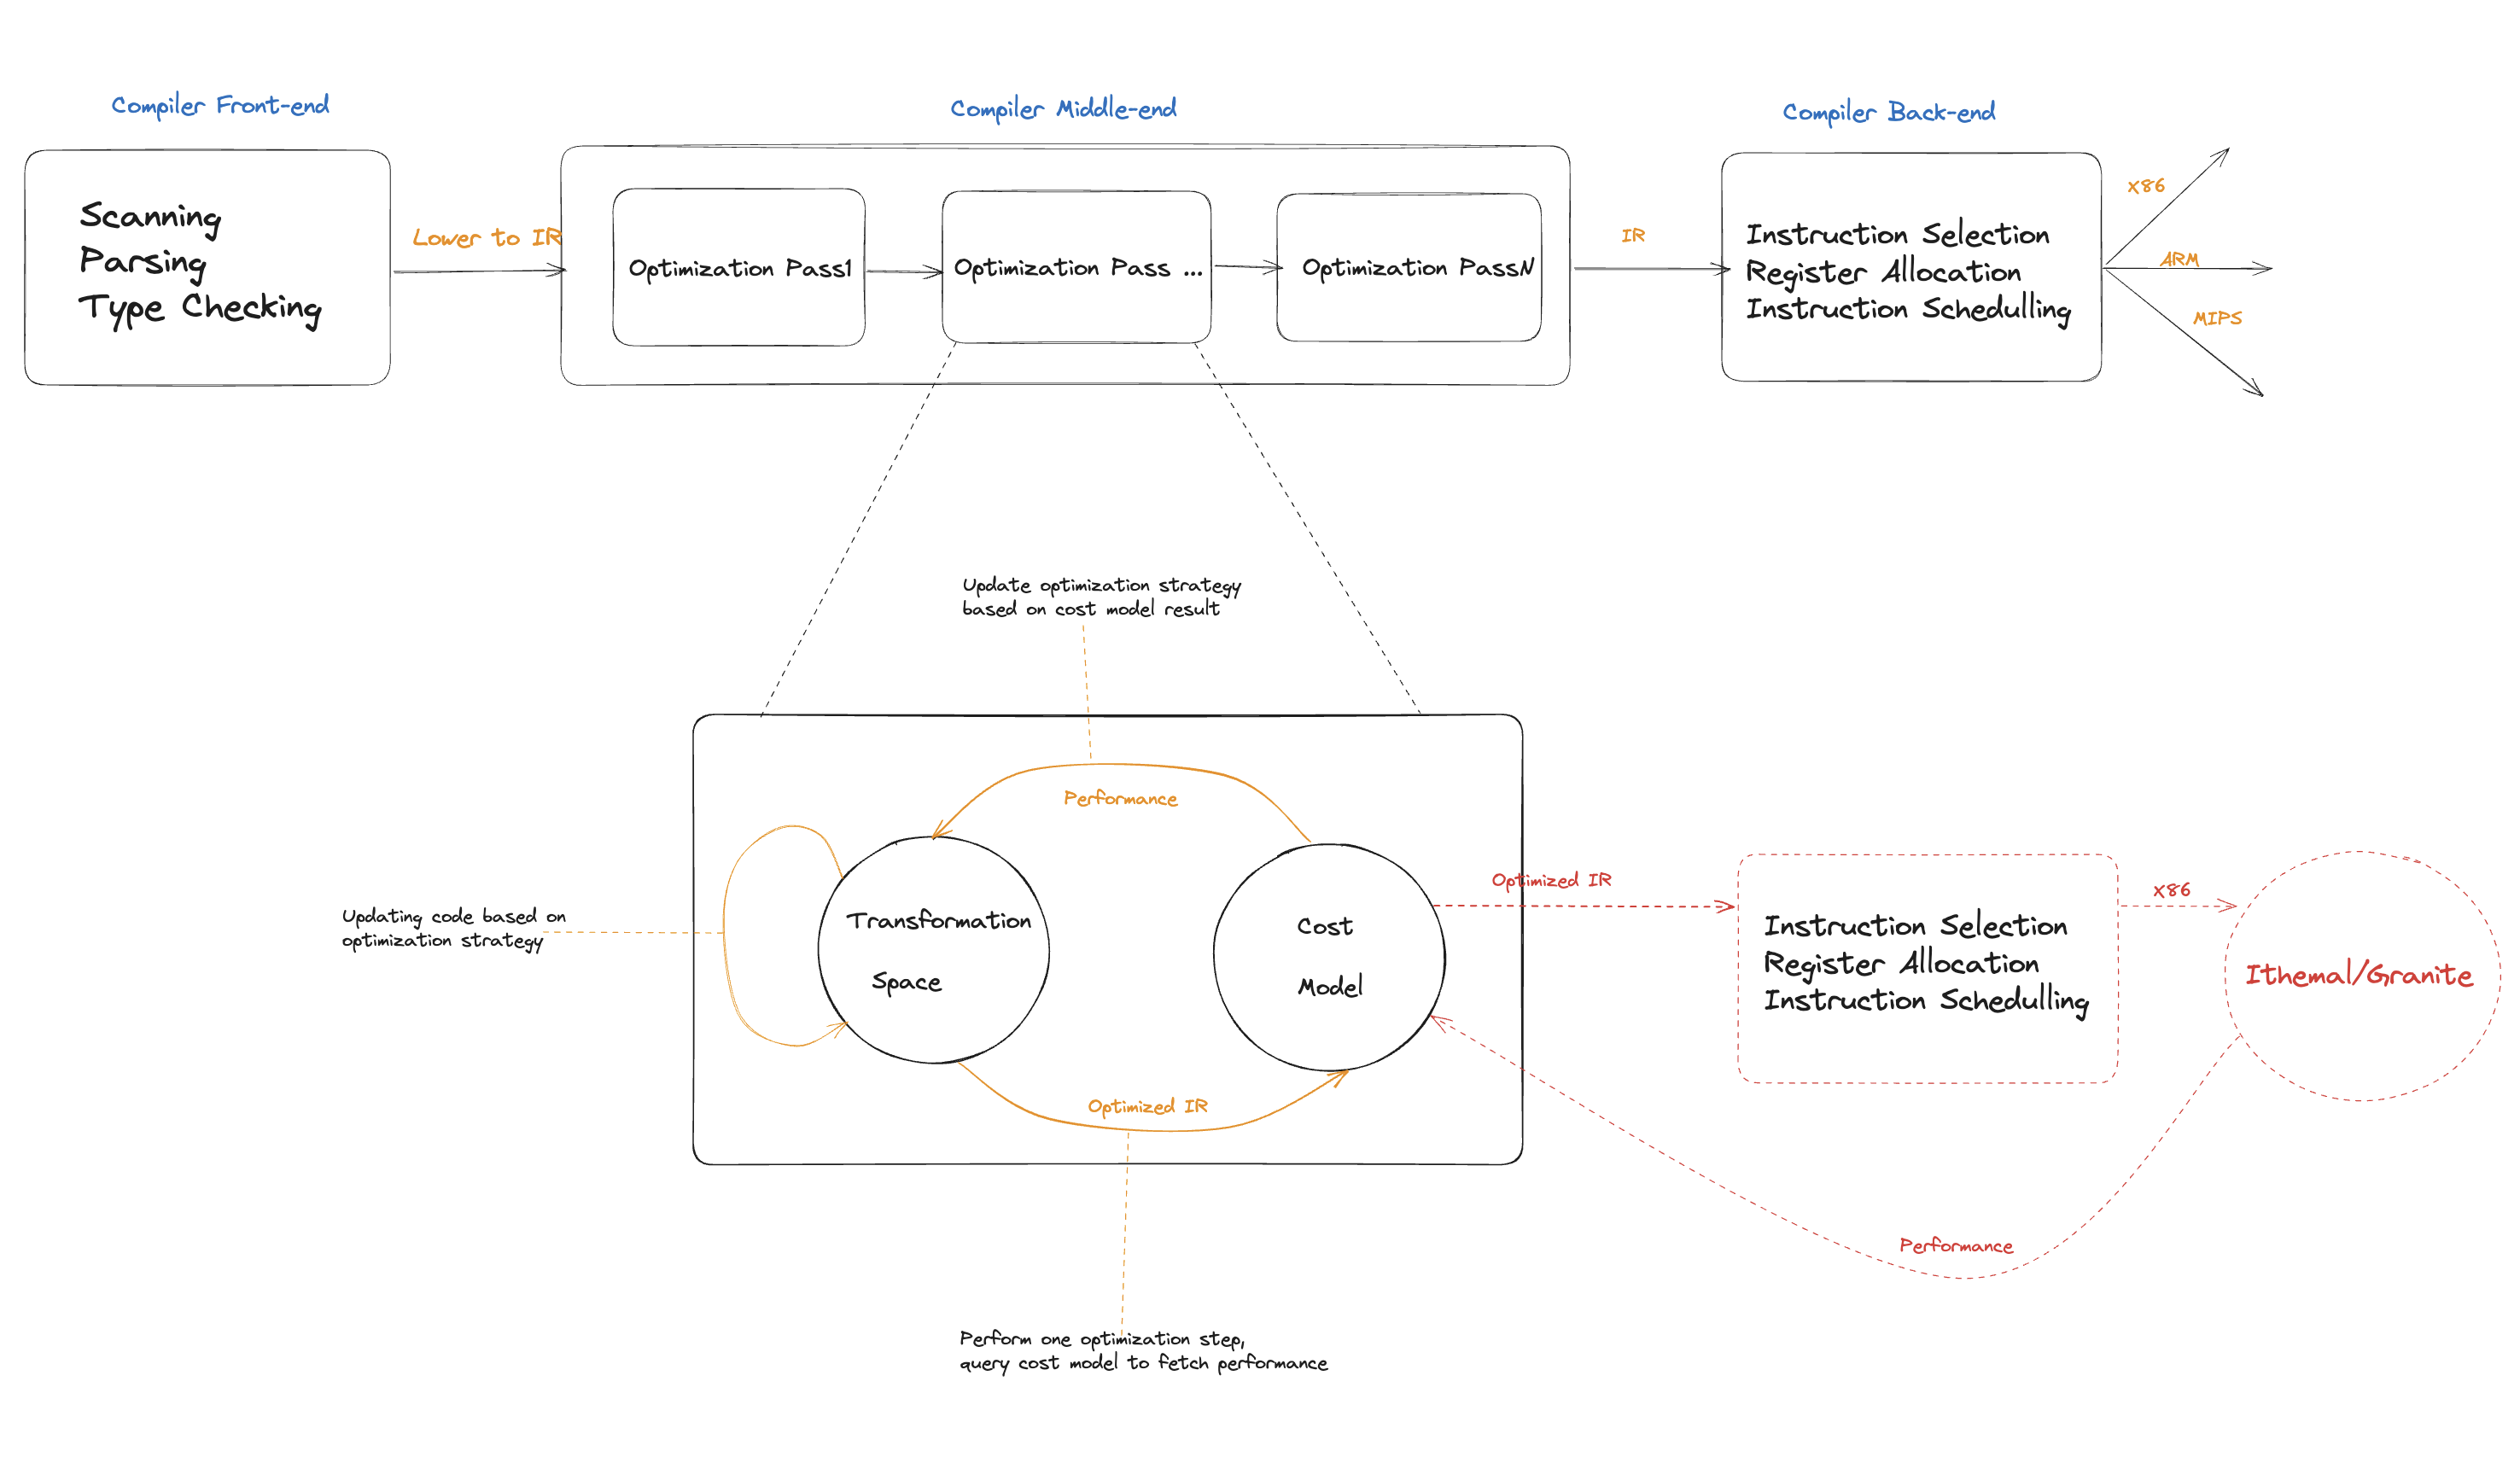 Compiler Front-end
Compiler Middle-end
Compiler Back-end
Scanning
Parsing
Type Checking
Lower to IR
Optimization Pass1
Optimization Pass ...
Optimization PassN
IR
Instruction Selection
Register Allocation
Instruction Schedulling
X86
ARM
MIPS
Update optimization strategy
based on cost model result
Performance
Updating code based on
optimization strategy
Transformation
Space
Cost
Model
Optimized IR
Optimized IR
Instruction Selection
Register Allocation
Instruction Schedulling
X86
Ithemal/Granite
Performance
Perform one optimization step,
query cost model to fetch performance